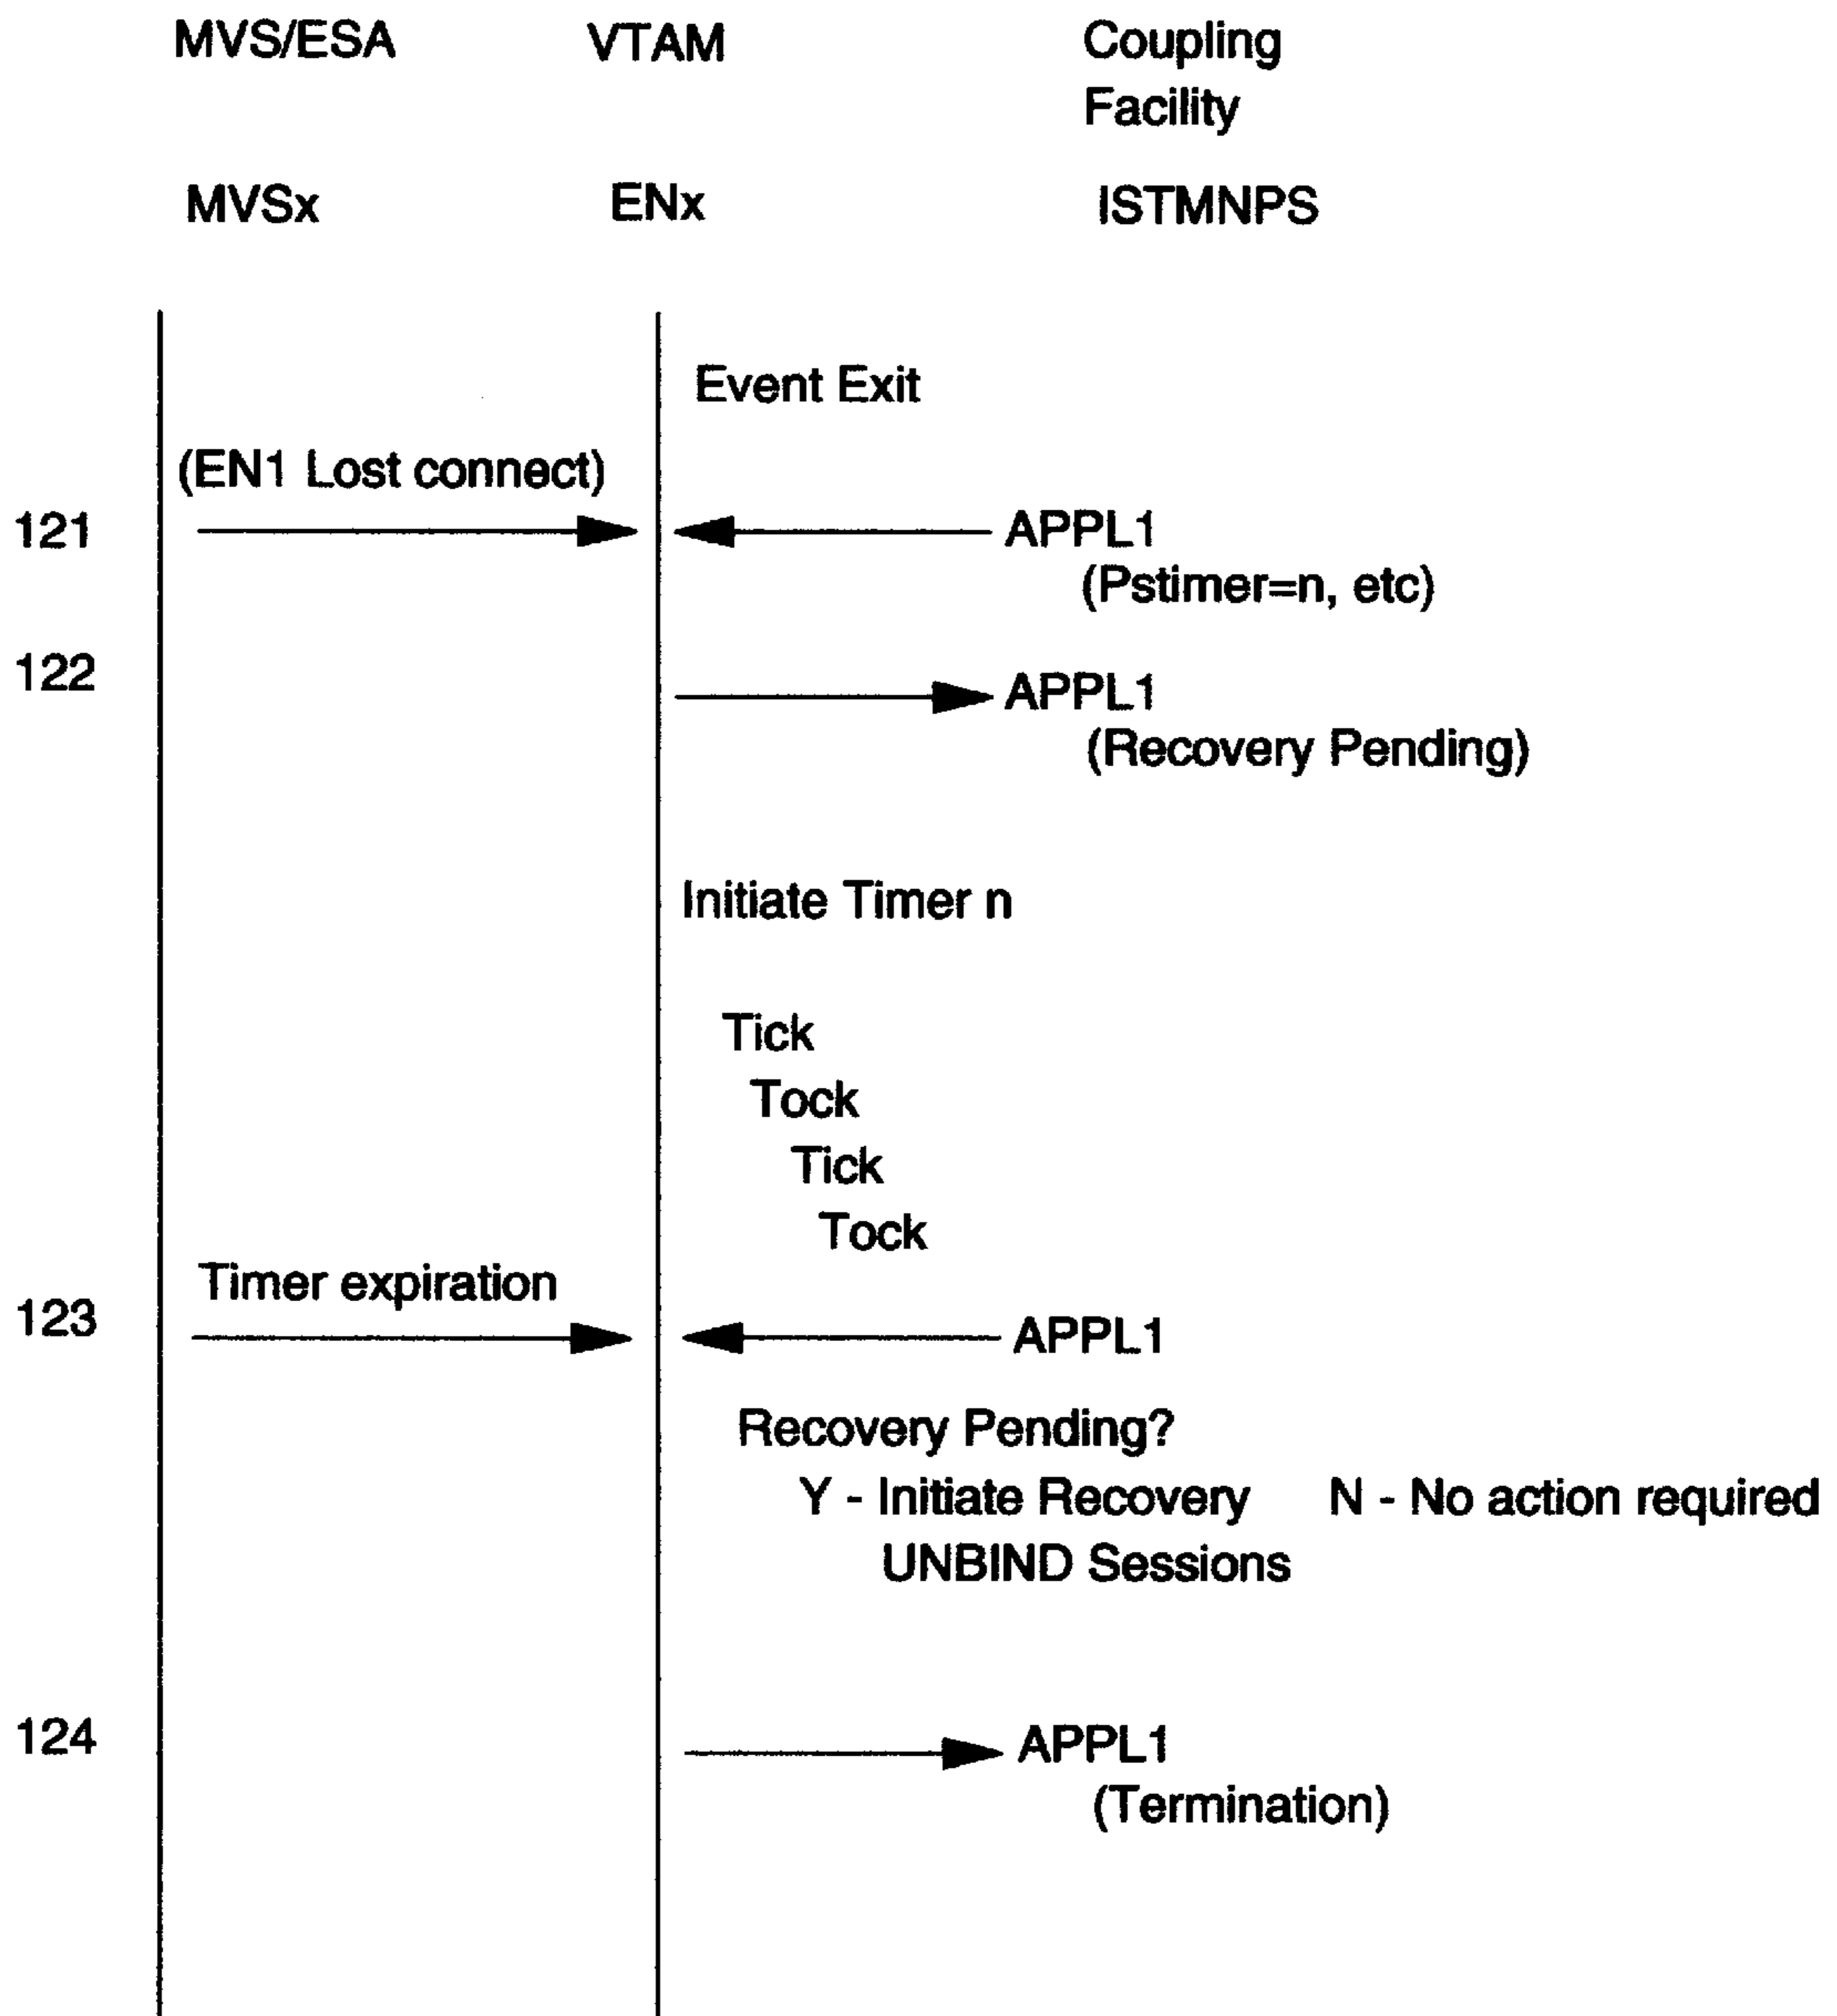 MVS/ESA VTAM Coupling
Facility
MVSx ENx ISTMNPS
Event Exit
(EN1 Lost connect)
121 APPL1
(Pstimer=n, etc)
122 APPL1
(Recovery Pending)
Initiate Timer n
Tick
Tock
Tick
Tock
Timer expiration
123 APPL1
Recovery Pending?
Y - Initiate Recovery N - No action required
UNBIND Sessions
124 APPL1
(Termination)